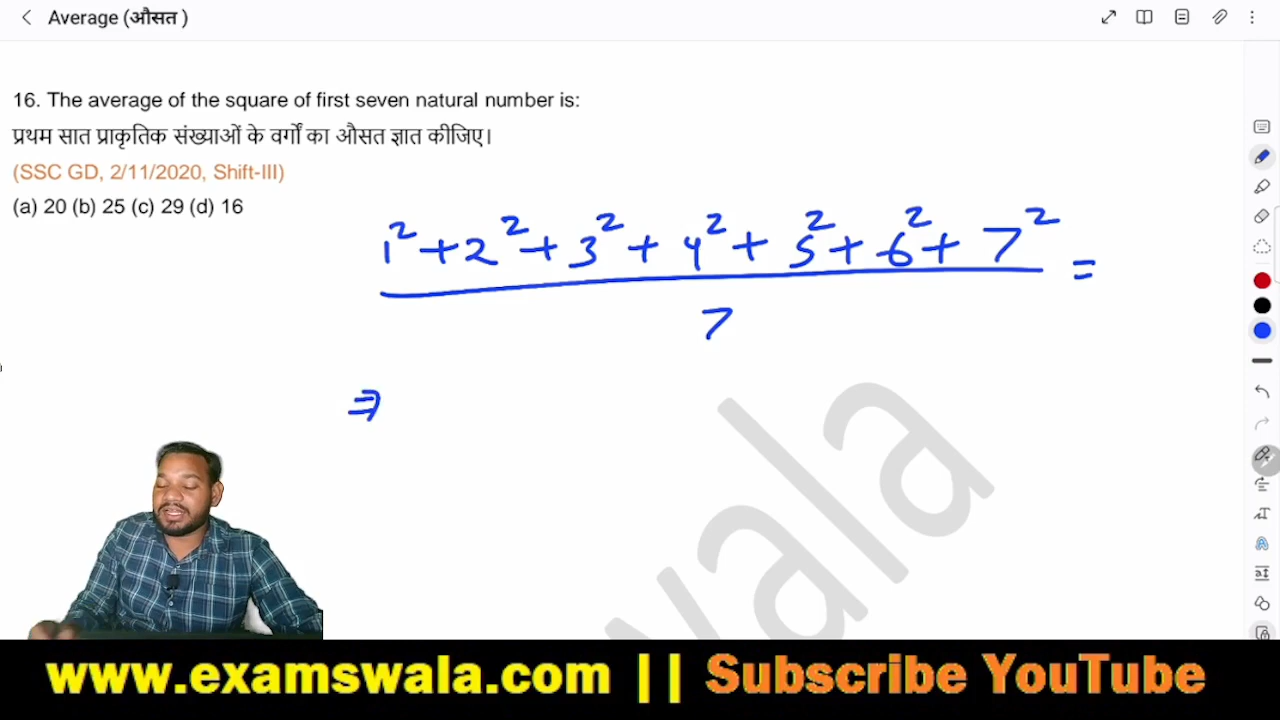 Average (औसत )
16. The average of the square of first seven natural number is:
प्रथम सात प्राकृतिक संख्याओं के वर्गों का औसत ज्ञात कीजिए।
(SSC GD, 2/11/2020, Shift-III)
(a) 20 (b) 25 (c) 29 (d) 16
1² + 2² + 3² + 4² + 5² + 6² + 7² =
7
⇒
wala
www.examswala.com || Subscribe YouTube